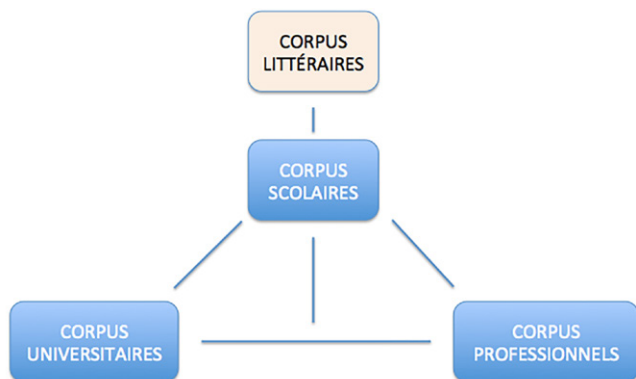 CORPUS
LITTÉRAIRES
CORPUS
SCOLAIRES
CORPUS
UNIVERSITAIRES
CORPUS
PROFESSIONNELS